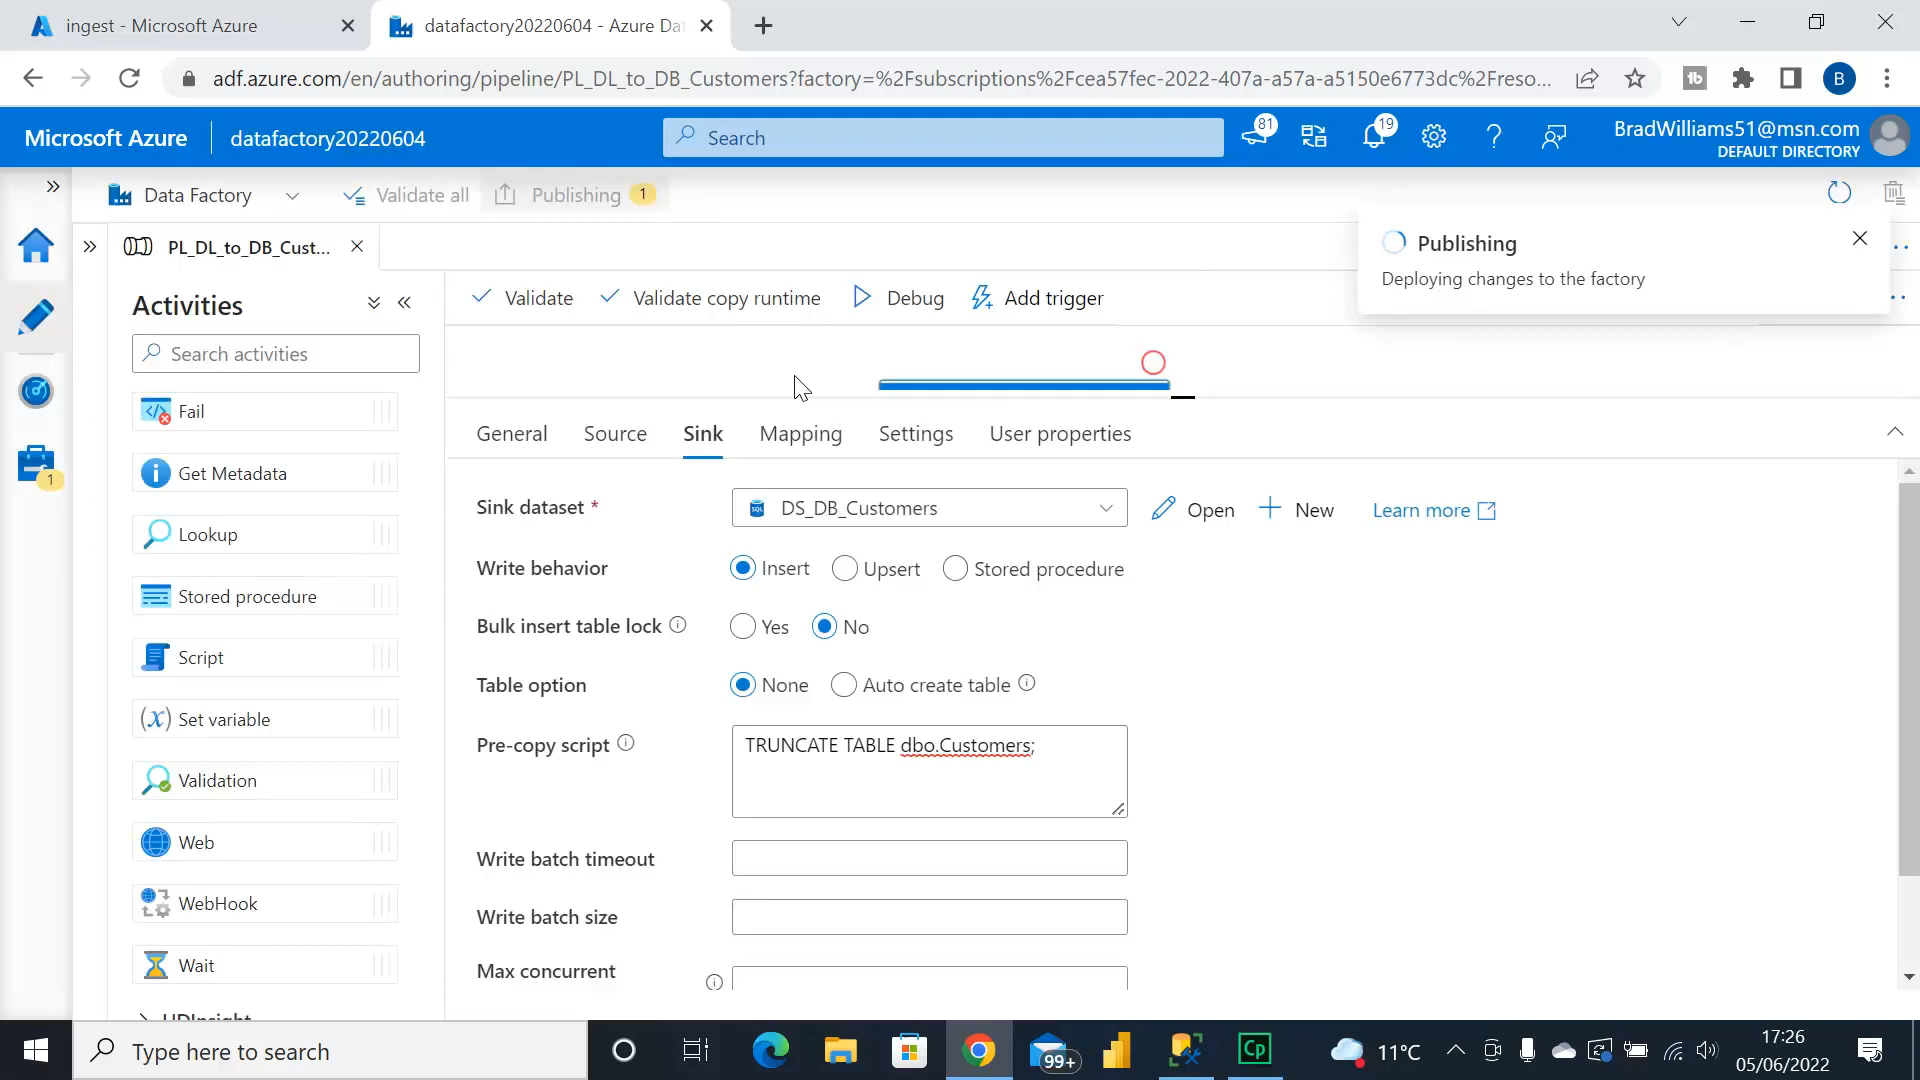 ingest - Microsoft Azure
datafactory20220604 - Azure Dat
adf.azure.com/en/authoring/pipeline/PL_DL_to_DB_Customers?factory=%2Fsubscriptions%2Fcea57fec-2022-407a-a57a-a5150e6773dc%2Freso...
B
Microsoft Azure
datafactory20220604
Search
81
19
BradWilliams51@msn.com
DEFAULT DIRECTORY
Data Factory
Validate all
Publishing
1
Publishing
Deploying changes to the factory
PL_DL_to_DB_Cust...
Activities
Search activities
Fail
Get Metadata
Lookup
Stored procedure
Script
Set variable
Validation
Web
WebHook
Wait
HDInsight
1
Validate
Validate copy runtime
Debug
Add trigger
General
Source
Sink
Mapping
Settings
User properties
Sink dataset *
DS_DB_Customers
Open
New
Learn more
Write behavior
Insert
Upsert
Stored procedure
Bulk insert table lock
Yes
No
Table option
None
Auto create table
Pre-copy script
TRUNCATE TABLE dbo.Customers;
Write batch timeout
Write batch size
Max concurrent
Type here to search
99+
Cp
11°C
17:26
05/06/2022